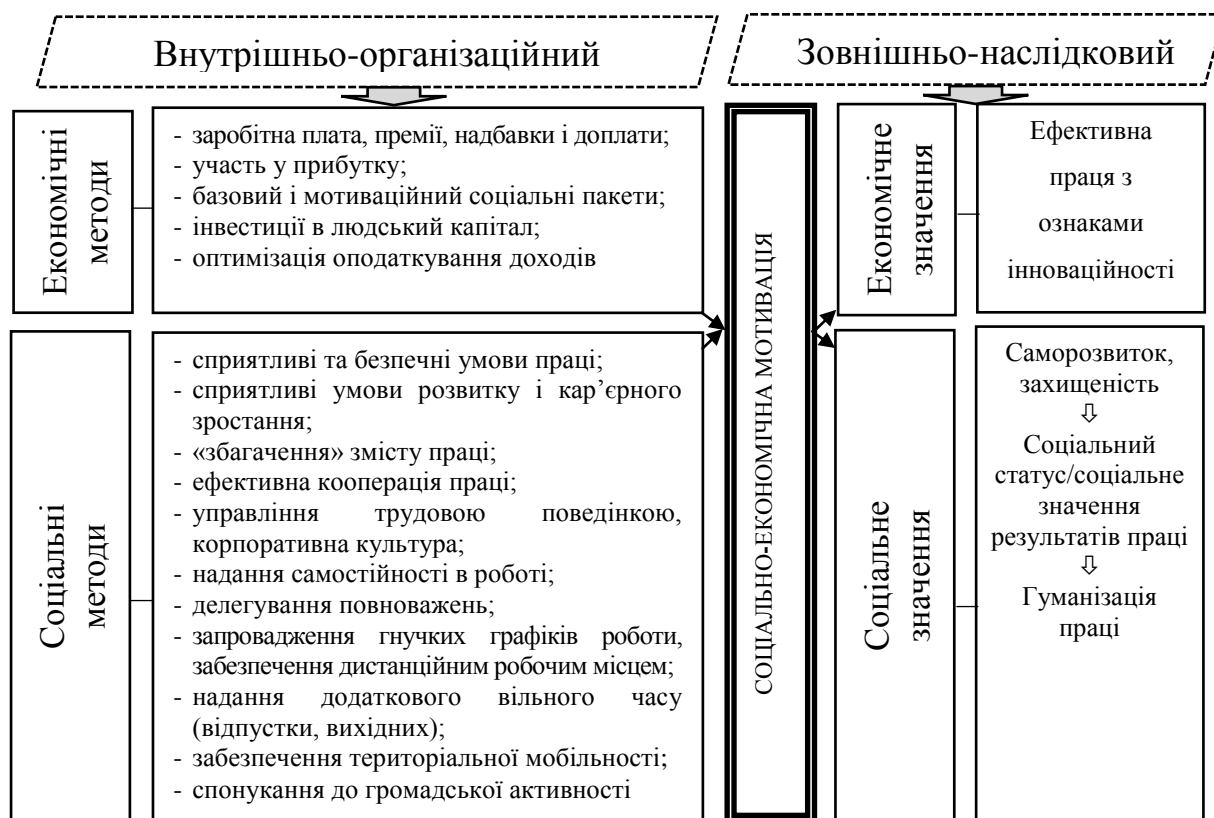 Внутрішньо-організаційний
Зовнішньо-наслідковий
Економічні
методи
- заробітна плата, премії, надбавки і доплати;
- участь у прибутку;
- базовий і мотиваційний соціальні пакети;
- інвестиції в людський капітал;
- оптимізація оподаткування доходів
Соціальні
методи
- сприятливі та безпечні умови праці;
- сприятливі умови розвитку і кар’єрного
зростання;
- «збагачення» змісту праці;
- ефективна кооперація праці;
- управління трудовою поведінкою,
корпоративна культура;
- надання самостійності в роботі;
- делегування повноважень;
- запровадження гнучких графіків роботи,
забезпечення дистанційним робочим місцем;
- надання додаткового вільного часу
(відпустки, вихідних);
- забезпечення територіальної мобільності;
- спонукання до громадської активності
СОЦІАЛЬНО-ЕКОНОМІЧНА МОТИВАЦІЯ
Економічне
значення
Ефективна
праця з
ознаками
інноваційності
Соціальне
значення
Саморозвиток,
захищеність
Соціальний
статус/соціальне
значення
результатів праці
Гуманізація
праці